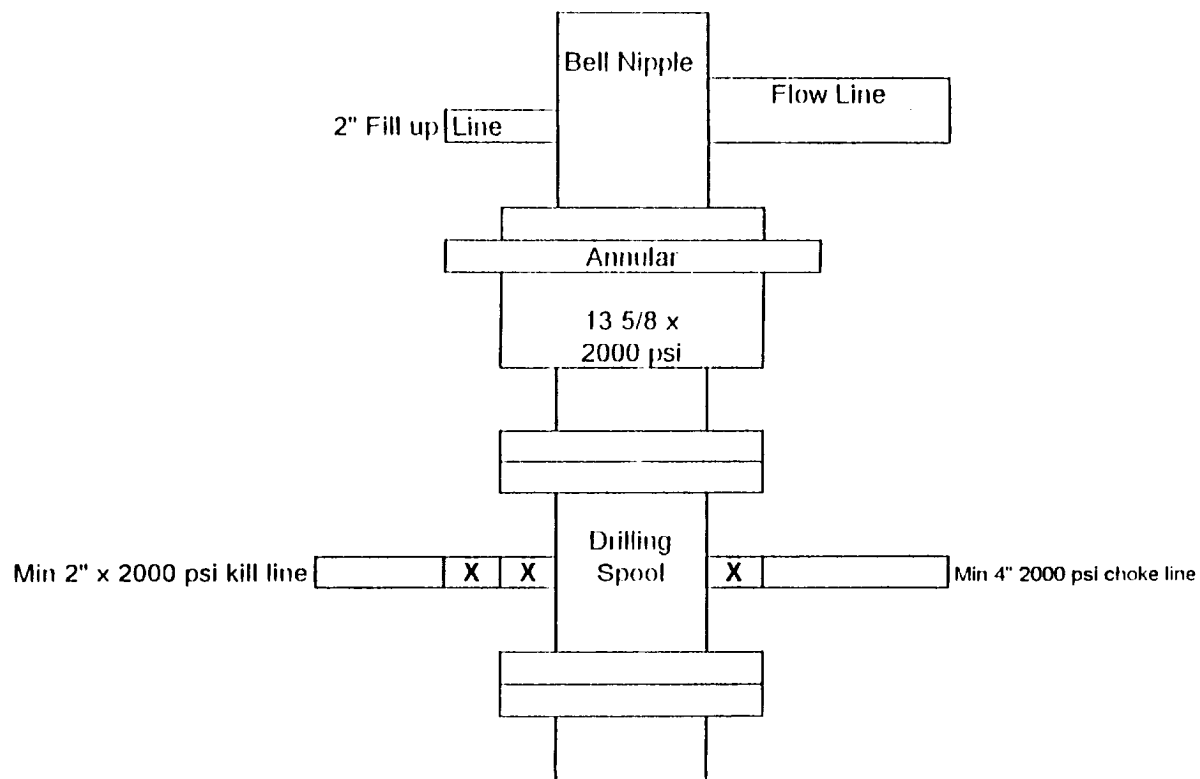 Bell Nipple
Flow Line
2" Fill up Line
Annular
13 5/8 x
2000 psi
Drilling
Spool
Min 2" x 2000 psi kill line
X X
X
Min 4" 2000 psi choke line